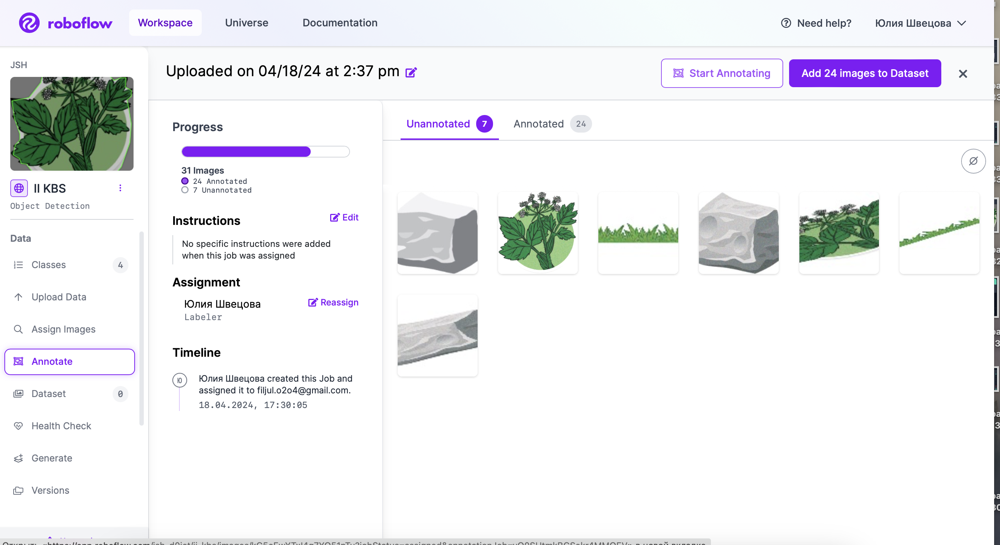 roboflow
Workspace
Universe
Documentation
Need help?
Юлия Швецова
JSH
II KBS
Object Detection
Data
Classes 4
Upload Data
Assign Images
Annotate
Dataset 0
Health Check
Generate
Versions
Uploaded on 04/18/24 at 2:37 pm
Start Annotating
Add 24 images to Dataset
Progress
31 Images
24 Annotated
7 Unannotated
Instructions
Edit
No specific instructions were added
when this job was assigned
Assignment
Юлия Швецова
Reassign
Labeler
Timeline
Ю
Юлия Швецова created this Job and
assigned it to filjul.o2o4@gmail.com.
18.04.2024, 17:30:05
Unannotated 7
Annotated 24